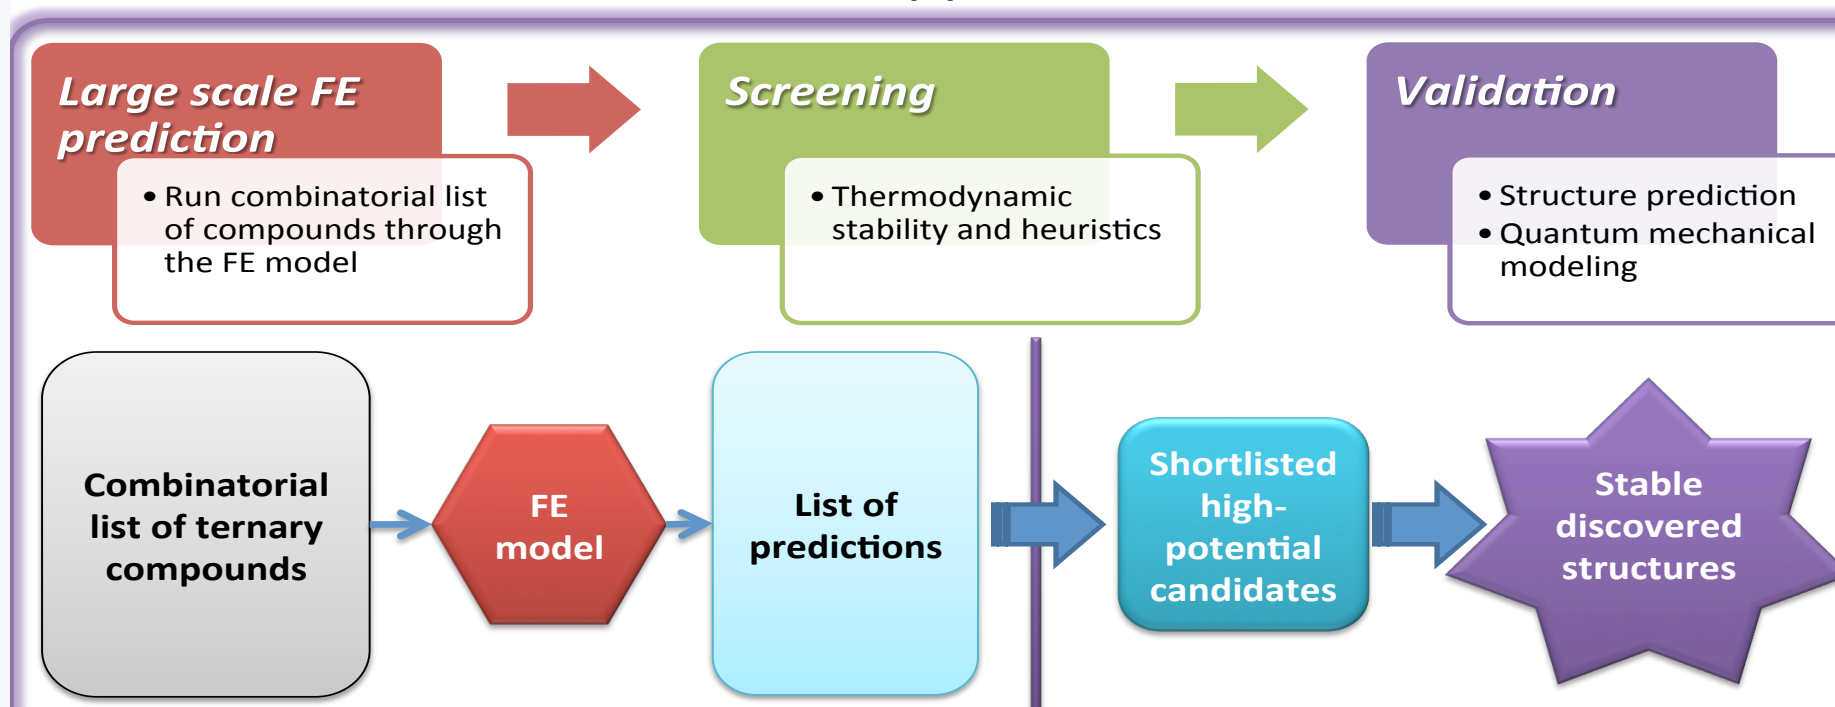 Large scale FE
prediction
• Run combinatorial list
of compounds through
the FE model
Screening
• Thermodynamic
stability and heuristics
Validation
• Structure prediction
• Quantum mechanical
modeling
Combinatorial
list of ternary
compounds
FE
model
List of
predictions
Shortlisted
high-
potential
candidates
Stable
discovered
structures